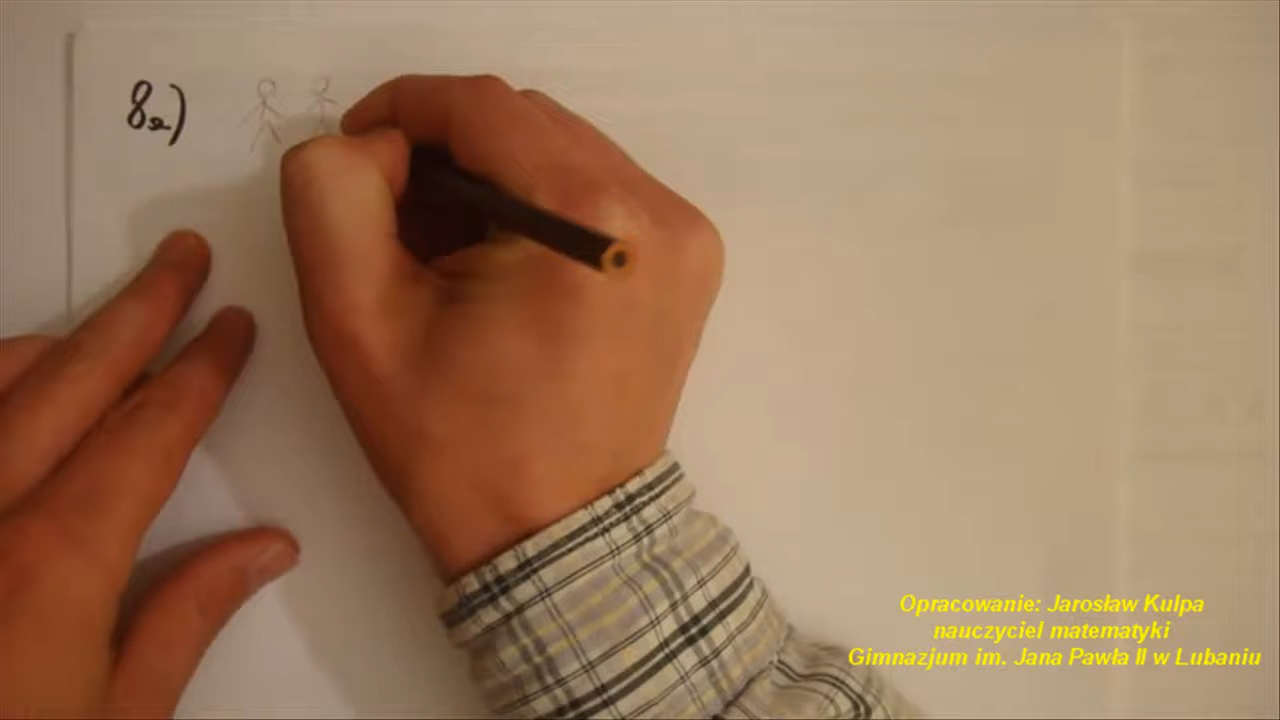 8a)
Opracowanie: Jarosław Kulpa
nauczyciel matematyki
Gimnazjum im. Jana Pawła II w Lubaniu